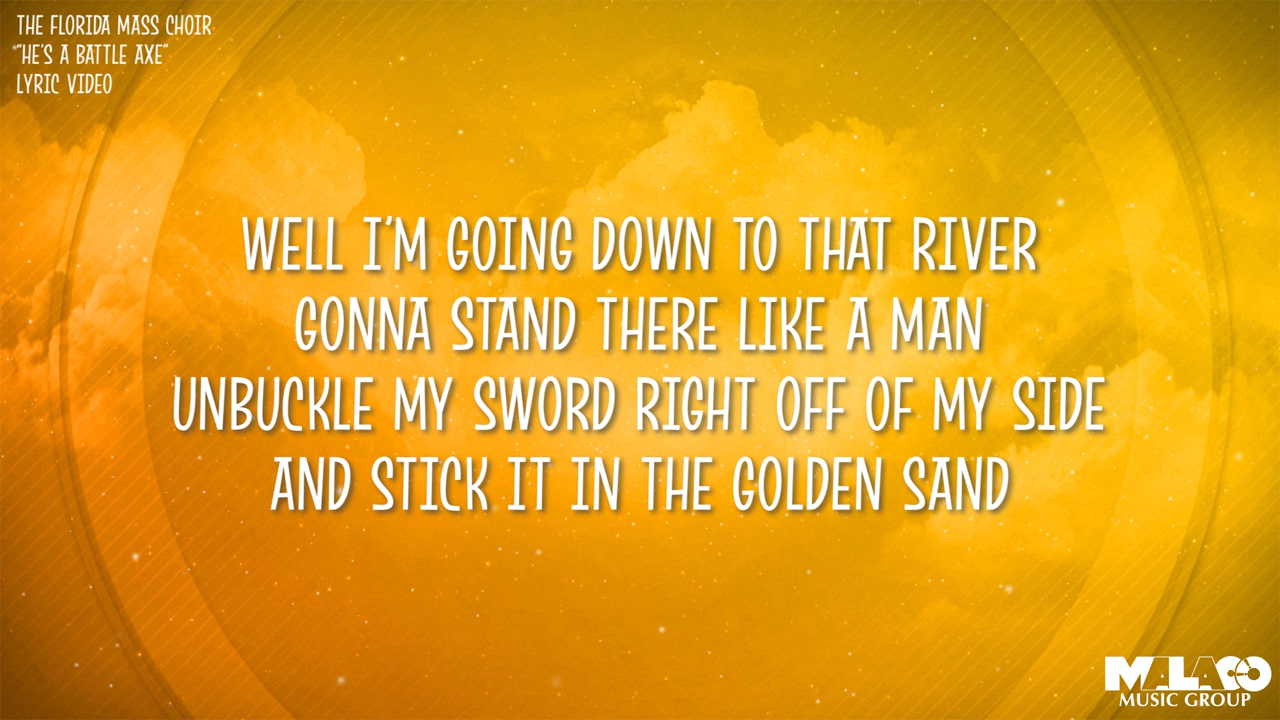 THE FLORIDA MASS CHOIR
"HE'S A BATTLE AXE"
LYRIC VIDEO
WELL I'M GOING DOWN TO THAT RIVER
GONNA STAND THERE LIKE A MAN
UNBUCKLE MY SWORD RIGHT OFF OF MY SIDE
AND STICK IT IN THE GOLDEN SAND
MALACO
MUSIC GROUP